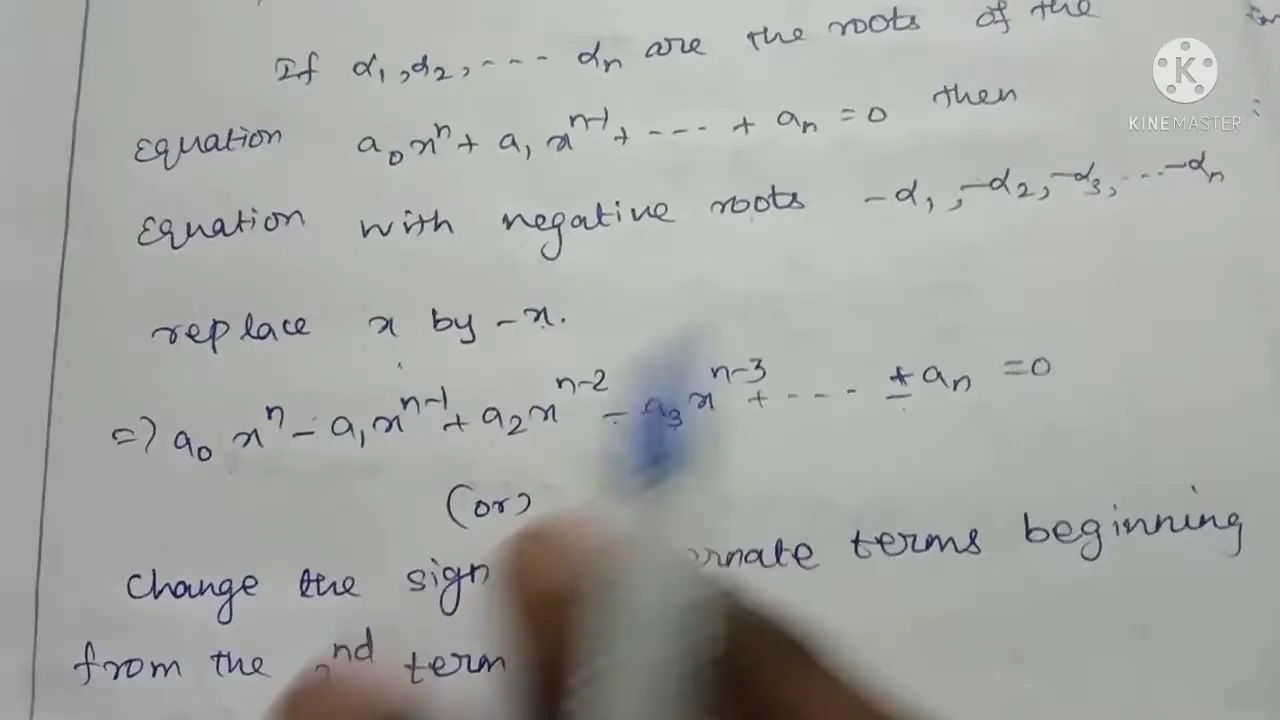 If α₁, α₂, ---- αₙ are the roots of the
Equation a₀xⁿ + a₁xⁿ⁻¹ + ---- + aₙ = 0 then
Equation with negative roots -α₁, -α₂, -α₃, ...-αₙ
replace x by -x.
=) a₀xⁿ - a₁xⁿ⁻¹ + a₂xⁿ⁻² - a₃xⁿ⁻³ + ---- ± aₙ = 0
(or)
Change the sign terms beginning
from the term
KINEMASTER